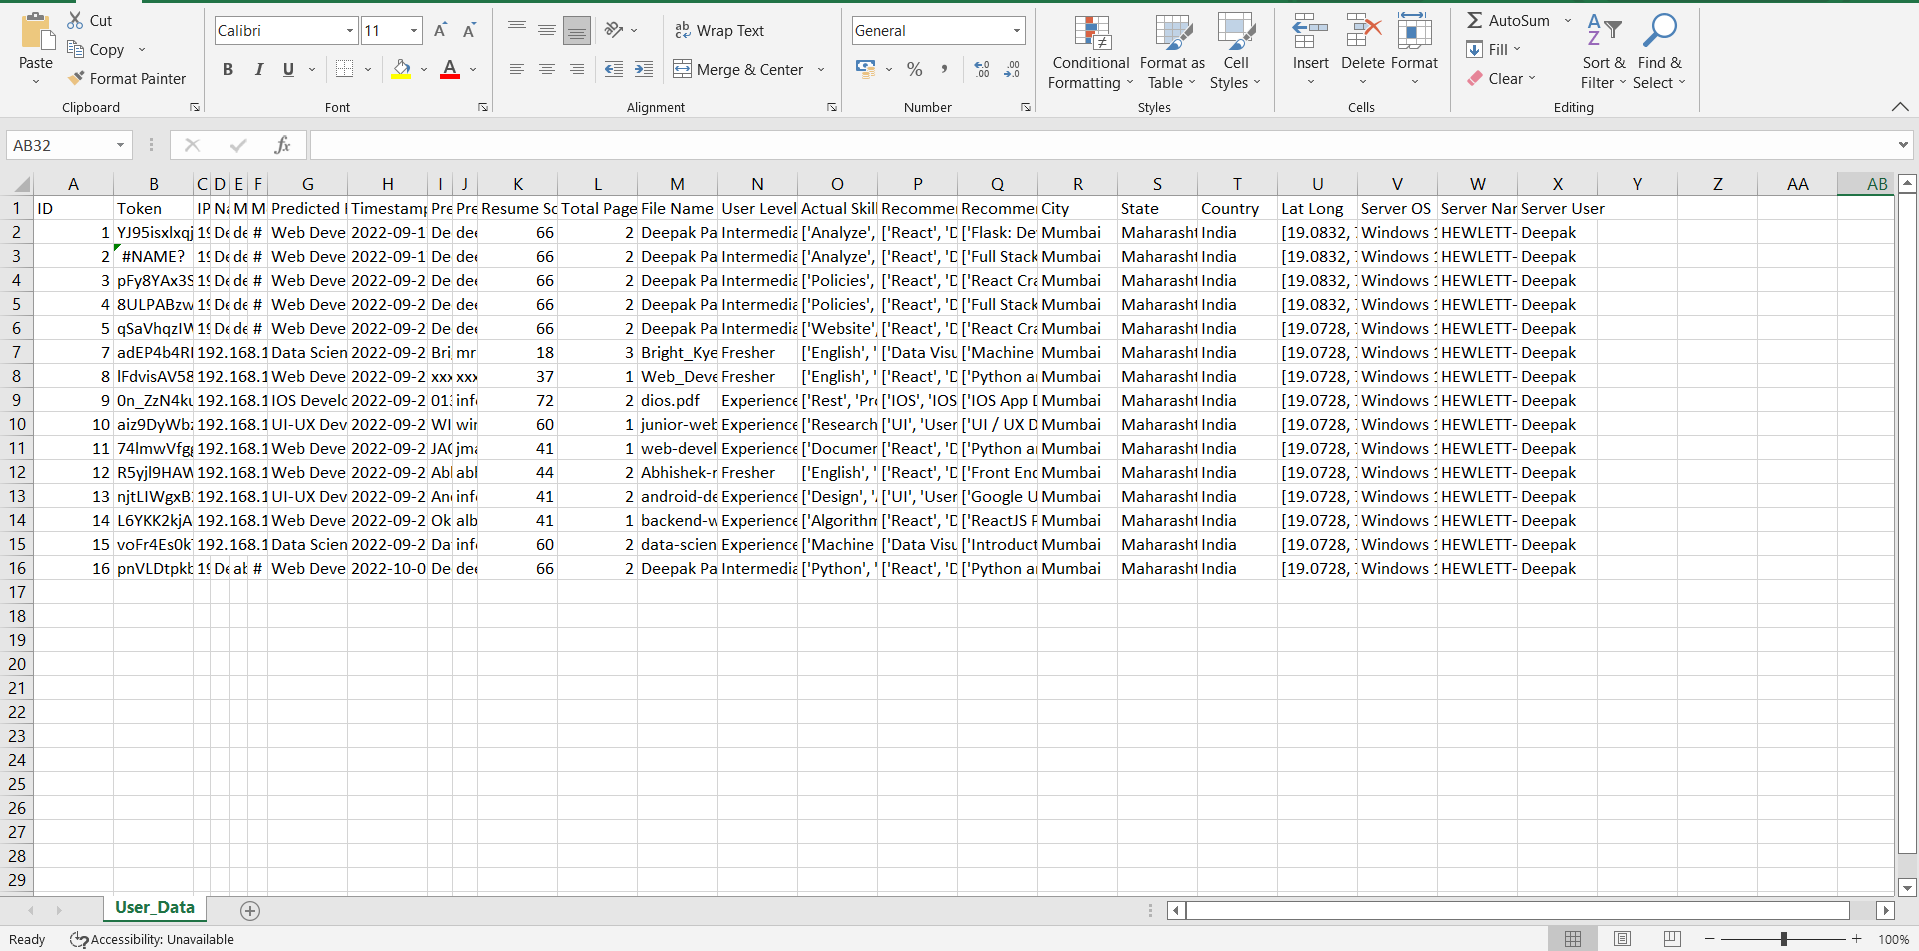 Paste
Cut
Copy
Format Painter
Clipboard
Calibri 11 A A
B I U A
Font
ab
Wrap Text
Merge & Center
Alignment
General
% , .00 .00
Number
Conditional Formatting
Format as Table
Cell Styles
Styles
Insert Delete Format
Cells
AutoSum
Fill
Clear
Sort & Filter
Find & Select
Editing
AB32 fx
A B C D E F G H I J K L M N O P Q R S T U V W X Y Z AA AB
1 ID Token IP Na M M Predicted Timestamp Pre Pre Resume Sc Total Page File Name User Level Actual Skil Recomme Recomme City State Country Lat Long Server OS Server Nar Server User
2 1 YJ95isxlxqj 19 De de # Web Deve 2022-09-1 De dee 66 2 Deepak Pa Intermedia ['Analyze', ['React', 'D ['Flask: De Mumbai Maharasht India [19.0832, Windows 1 HEWLETT- Deepak
3 2 #NAME? 19 De de # Web Deve 2022-09-1 De dee 66 2 Deepak Pa Intermedia ['Analyze', ['React', 'D ['Full Stack Mumbai Maharasht India [19.0832, Windows 1 HEWLETT- Deepak
4 3 pFy8YAx3S 19 De de # Web Deve 2022-09-2 De dee 66 2 Deepak Pa Intermedia ['Policies', ['React', 'D ['React Cra Mumbai Maharasht India [19.0832, Windows 1 HEWLETT- Deepak
5 4 8ULPABzw 19 De de # Web Deve 2022-09-2 De dee 66 2 Deepak Pa Intermedia ['Policies', ['React', 'D ['Full Stack Mumbai Maharasht India [19.0832, Windows 1 HEWLETT- Deepak
6 5 qSaVhqzIW 19 De de # Web Deve 2022-09-2 De dee 66 2 Deepak Pa Intermedia ['Website', ['React', 'D ['React Cra Mumbai Maharasht India [19.0728, Windows 1 HEWLETT- Deepak
7 7 adEP4b4RI 192.168.1 Data Scien 2022-09-2 Bri mr 18 3 Bright_Kye Fresher ['English', ' ['Data Visu ['Machine Mumbai Maharasht India [19.0728, Windows 1 HEWLETT- Deepak
8 8 lFdvisAV58 192.168.1 Web Deve 2022-09-2 xxx xxx 37 1 Web_Deve Fresher ['English', ' ['React', 'D ['Python a Mumbai Maharasht India [19.0728, Windows 1 HEWLETT- Deepak
9 9 0n_ZzN4ku 192.168.1 IOS Develo 2022-09-2 013 info 72 2 dios.pdf Experience ['Rest', 'Pro ['IOS', 'IOS ['IOS App D Mumbai Maharasht India [19.0728, Windows 1 HEWLETT- Deepak
10 10 aiz9DyWbz 192.168.1 UI-UX Dev 2022-09-2 WI wir 60 1 junior-web Experience ['Research ['UI', 'User ['UI / UX D Mumbai Maharasht India [19.0728, Windows 1 HEWLETT- Deepak
11 11 74lmwVfgg 192.168.1 Web Deve 2022-09-2 JAC jma 41 1 web-devel Experience ['Documer ['React', 'D ['Python a Mumbai Maharasht India [19.0728, Windows 1 HEWLETT- Deepak
12 12 R5yjl9HAW 192.168.1 Web Deve 2022-09-2 Abl abl 44 2 Abhishek-r Fresher ['English', ' ['React', 'D ['Front Enc Mumbai Maharasht India [19.0728, Windows 1 HEWLETT- Deepak
13 13 njtLIWgxB 192.168.1 UI-UX Dev 2022-09-2 An info 41 2 android-de Experience ['Design', ['UI', 'User ['Google U Mumbai Maharasht India [19.0728, Windows 1 HEWLETT- Deepak
14 14 L6YKK2kjA 192.168.1 Web Deve 2022-09-2 Ok alb 41 1 backend-w Experience ['Algorithm ['React', 'D ['ReactJS P Mumbai Maharasht India [19.0728, Windows 1 HEWLETT- Deepak
15 15 voFr4Es0k 192.168.1 Data Scien 2022-09-2 Da info 60 2 data-scien Experience ['Machine ['Data Visu ['Introduct Mumbai Maharasht India [19.0728, Windows 1 HEWLETT- Deepak
16 16 pnVLDtpkb 19 De ab # Web Deve 2022-10-0 De dee 66 2 Deepak Pa Intermedia ['Python', ' ['React', 'D ['Python a Mumbai Maharasht India [19.0728, Windows 1 HEWLETT- Deepak
17
18
19
20
21
22
23
24
25
26
27
28
29
User_Data
Ready Accessibility: Unavailable 100%